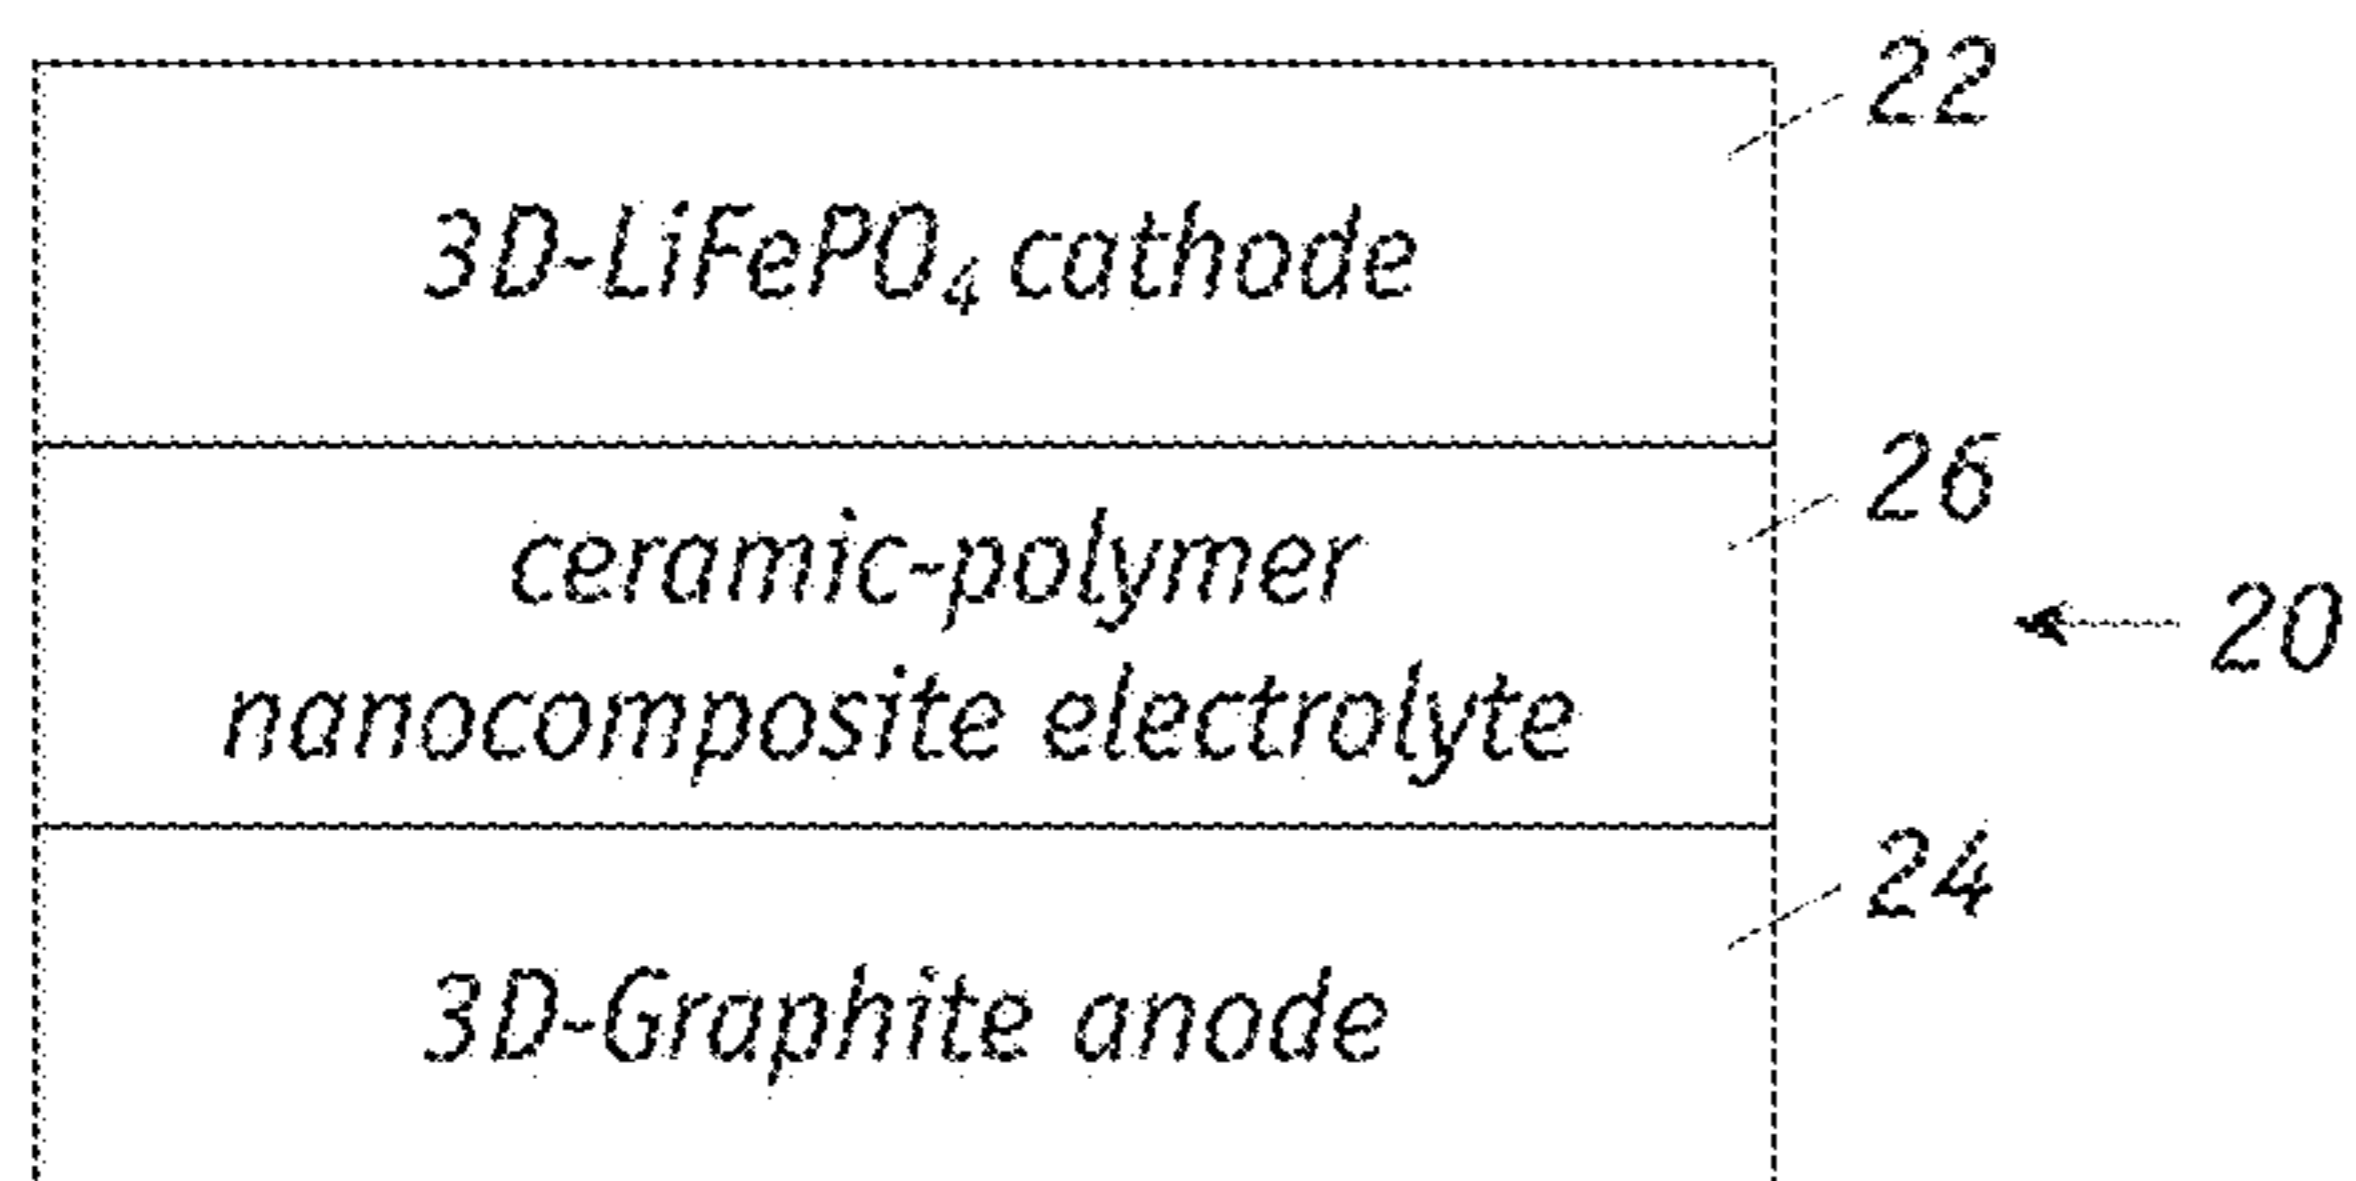 22
3D-LiFePO₄ cathode
26
ceramic-polymer
nanocomposite electrolyte
20
24
3D-Graphite anode